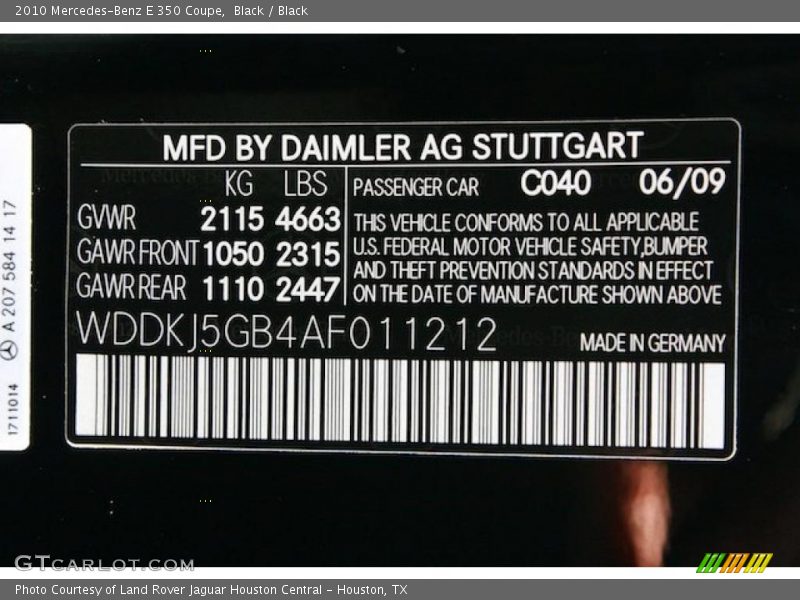 2010 Mercedes-Benz E 350 Coupe, Black / Black
MFD BY DAIMLER AG STUTTGART
KG LBS
GVWR 2115 4663
GAWR FRONT 1050 2315
GAWR REAR 1110 2447
PASSENGER CAR C040 06/09
THIS VEHICLE CONFORMS TO ALL APPLICABLE
U.S. FEDERAL MOTOR VEHICLE SAFETY,BUMPER
AND THEFT PREVENTION STANDARDS IN EFFECT
ON THE DATE OF MANUFACTURE SHOWN ABOVE
WDDKJ5GB4AF011212
MADE IN GERMANY
1711014 A 207 584 14 17
GTCARLOT.COM
Photo Courtesy of Land Rover Jaguar Houston Central - Houston, TX